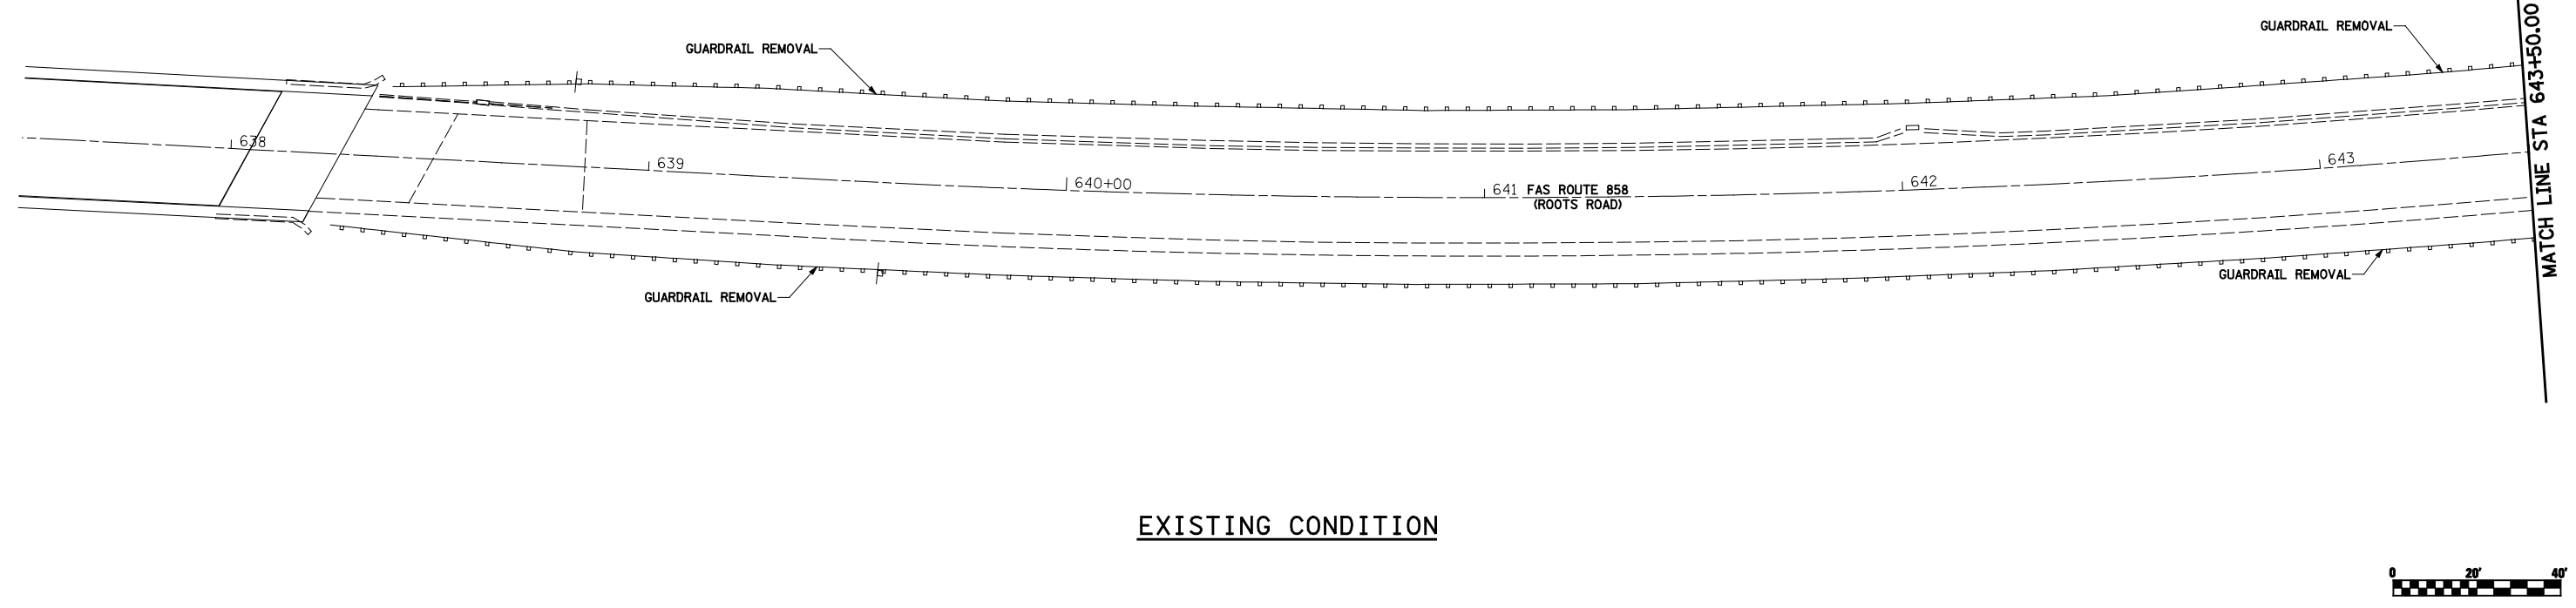 GUARDRAIL REMOVAL
GUARDRAIL REMOVAL
MATCH LINE STA 643+50.00
638
639
640+00
641 FAS ROUTE 858
(ROOTS ROAD)
642
643
GUARDRAIL REMOVAL
GUARDRAIL REMOVAL
EXISTING CONDITION
0 20' 40'